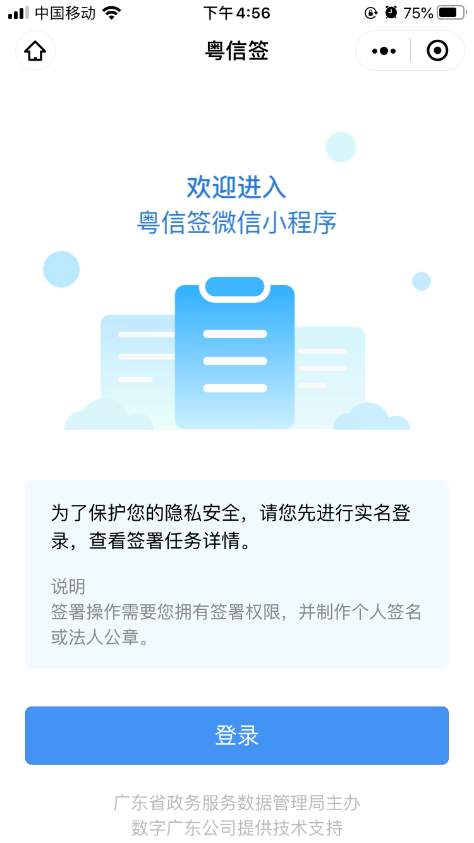 中国移动
下午4:56
75%
粤信签
欢迎进入
粤信签微信小程序
为了保护您的隐私安全，请您先进行实名登
录，查看签署任务详情。
说明
签署操作需要您拥有签署权限，并制作个人签名
或法人公章。
登录
广东省政务服务数据管理局主办
数字广东公司提供技术支持